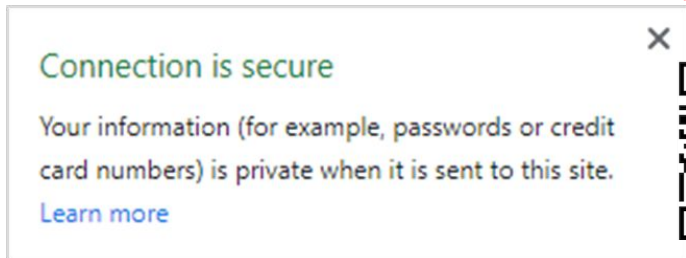 Connection is secure
Your information (for example, passwords or credit
card numbers) is private when it is sent to this site.
Learn more